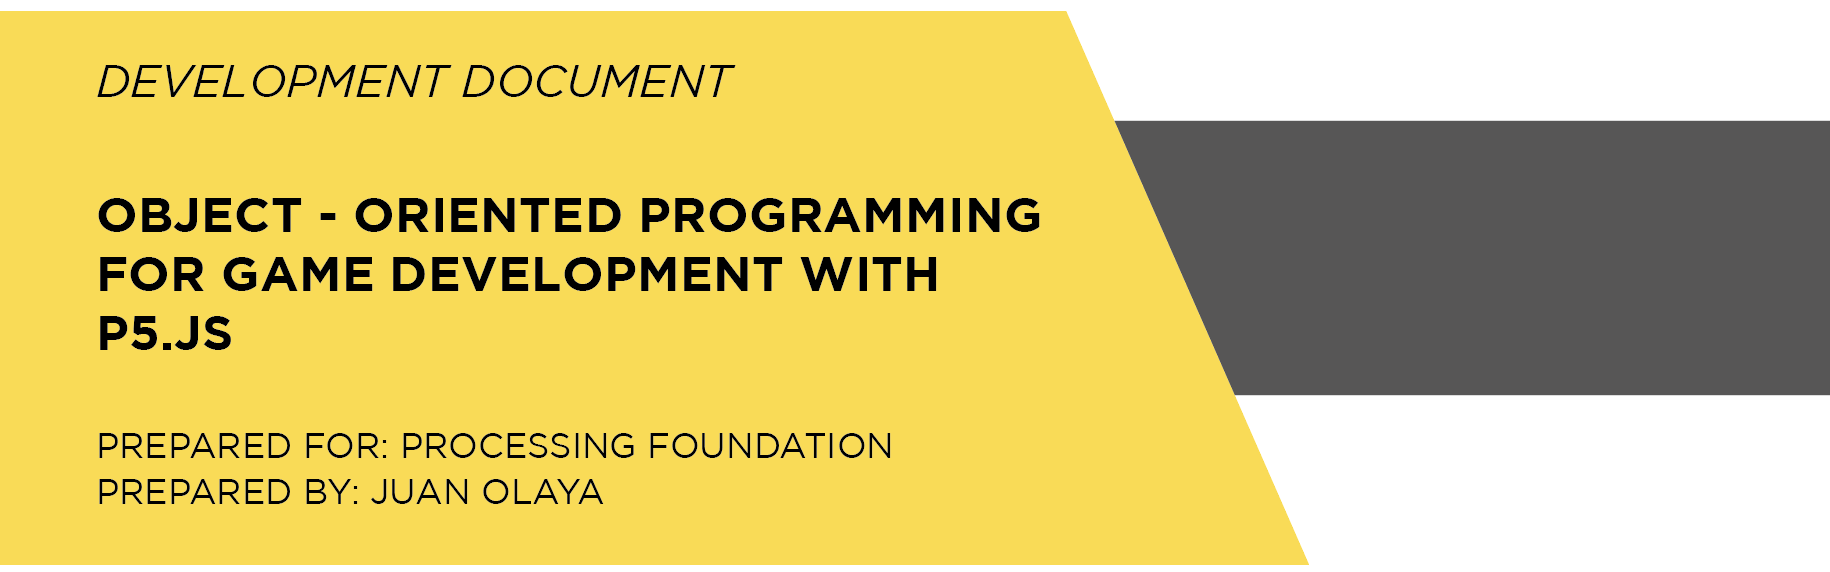 DEVELOPMENT DOCUMENT
OBJECT - ORIENTED PROGRAMMING
FOR GAME DEVELOPMENT WITH
P5.JS
PREPARED FOR: PROCESSING FOUNDATION
PREPARED BY: JUAN OLAYA